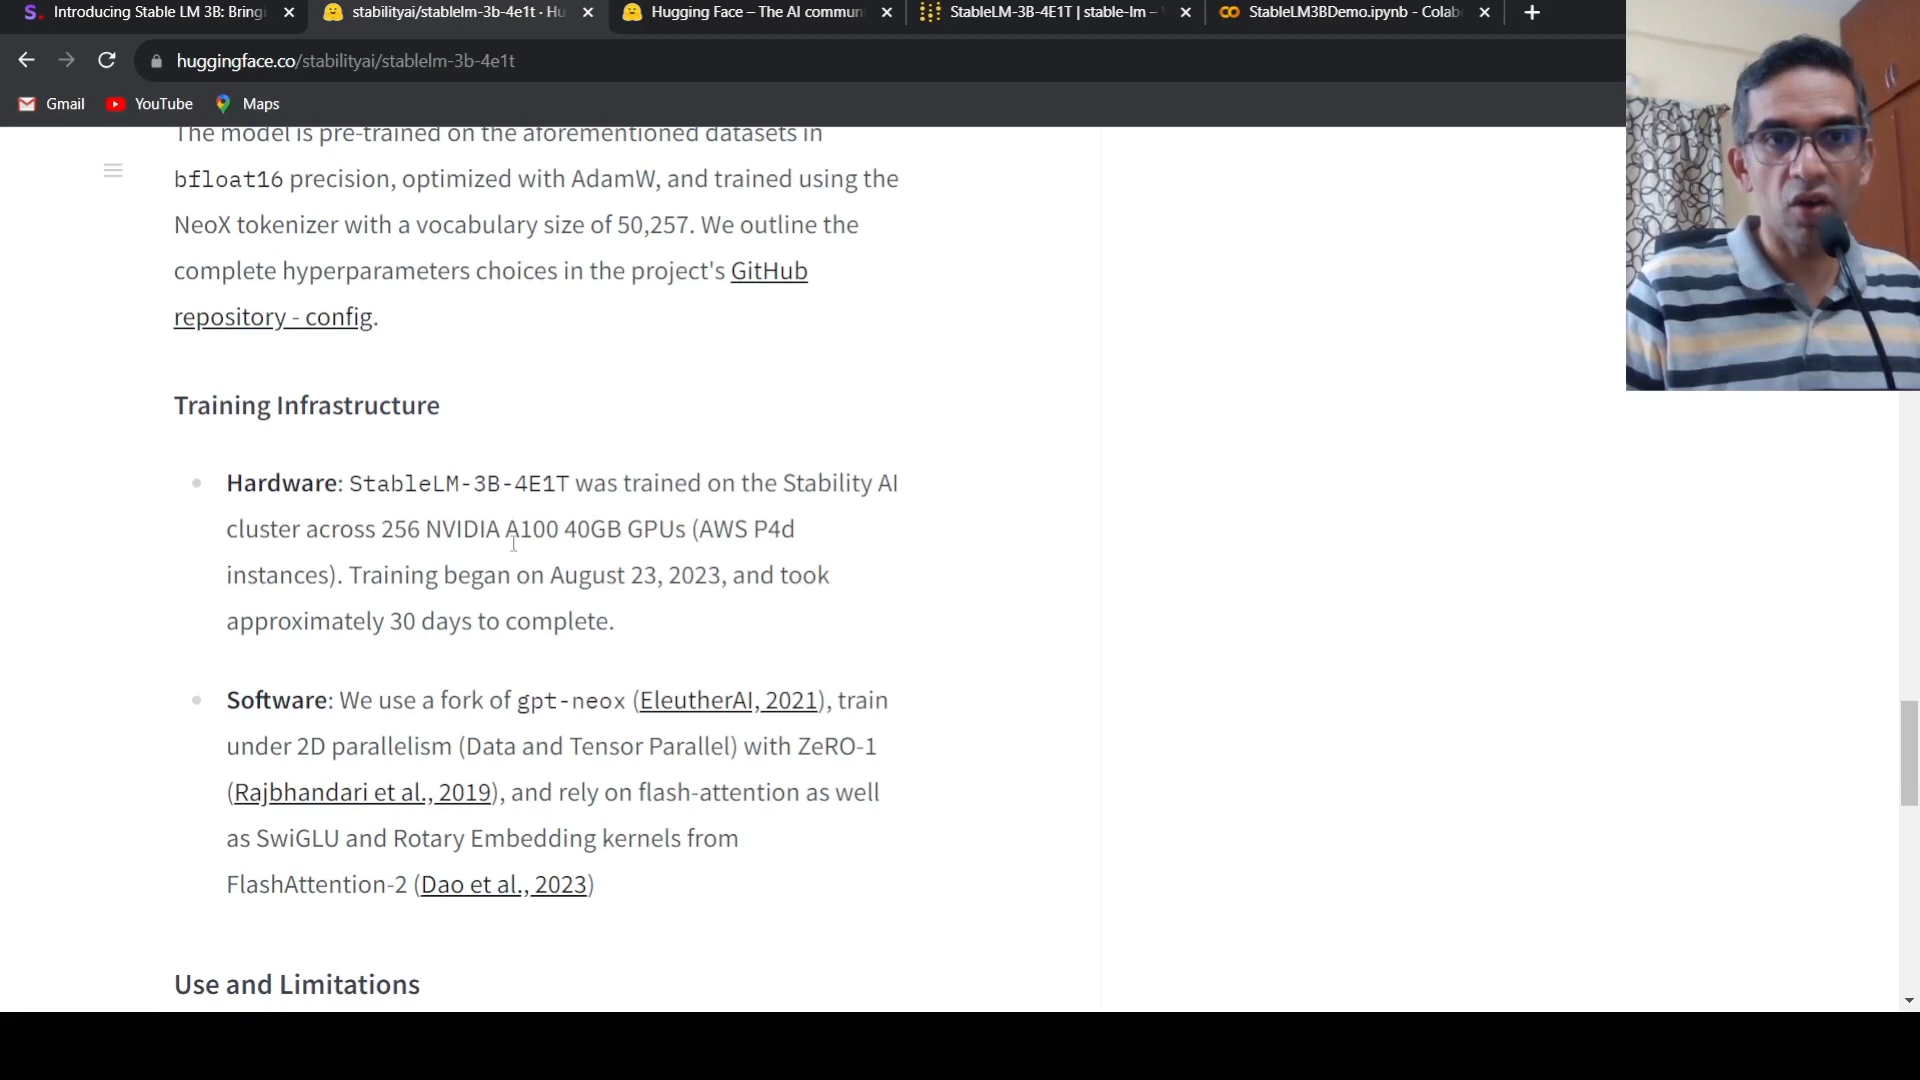 Introducing Stable LM 3B: Bringi
stabilityai/stablelm-3b-4e1t · Hu
Hugging Face – The AI commun
StableLM-3B-4E1T | stable-lm –
StableLM3BDemo.ipynb - Colab
huggingface.co/stabilityai/stablelm-3b-4e1t
Gmail YouTube Maps
The model is pre-trained on the aforementioned datasets in
bfloat16 precision, optimized with AdamW, and trained using the
NeoX tokenizer with a vocabulary size of 50,257. We outline the
complete hyperparameters choices in the project's GitHub
repository - config.
Training Infrastructure
Hardware: StableLM-3B-4E1T was trained on the Stability AI
cluster across 256 NVIDIA A100 40GB GPUs (AWS P4d
instances). Training began on August 23, 2023, and took
approximately 30 days to complete.
Software: We use a fork of gpt-neox (EleutherAI, 2021), train
under 2D parallelism (Data and Tensor Parallel) with ZeRO-1
(Rajbhandari et al., 2019), and rely on flash-attention as well
as SwiGLU and Rotary Embedding kernels from
FlashAttention-2 (Dao et al., 2023)
Use and Limitations